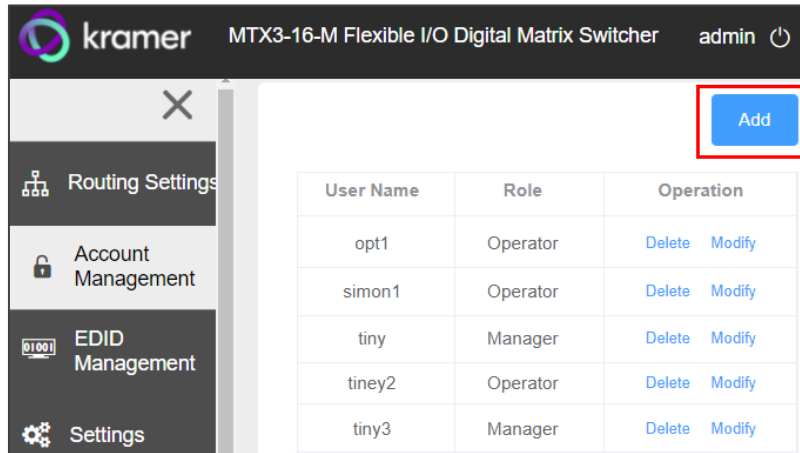 kramer MTX3-16-M Flexible I/O Digital Matrix Switcher admin
Add
Routing Settings
Account
Management
01001 EDID
Management
Settings
User Name Role Operation
opt1 Operator Delete Modify
simon1 Operator Delete Modify
tiny Manager Delete Modify
tiney2 Operator Delete Modify
tiny3 Manager Delete Modify